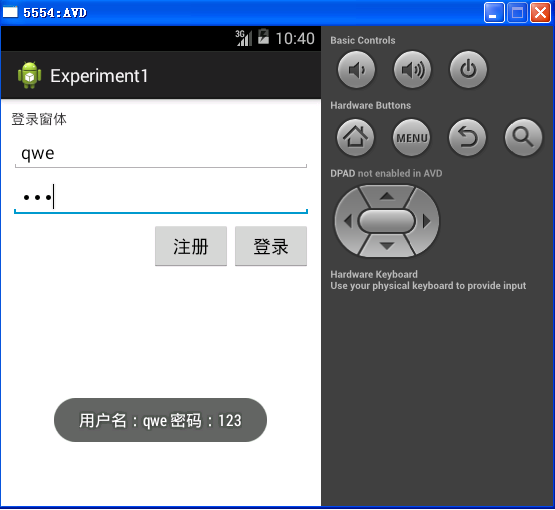 5554:AVD
3G 10:40
Experiment1
登录窗体
qwe
•••
注册 登录
用户名：qwe 密码：123
Basic Controls
Hardware Buttons
MENU
DPAD not enabled in AVD
Hardware Keyboard
Use your physical keyboard to provide input